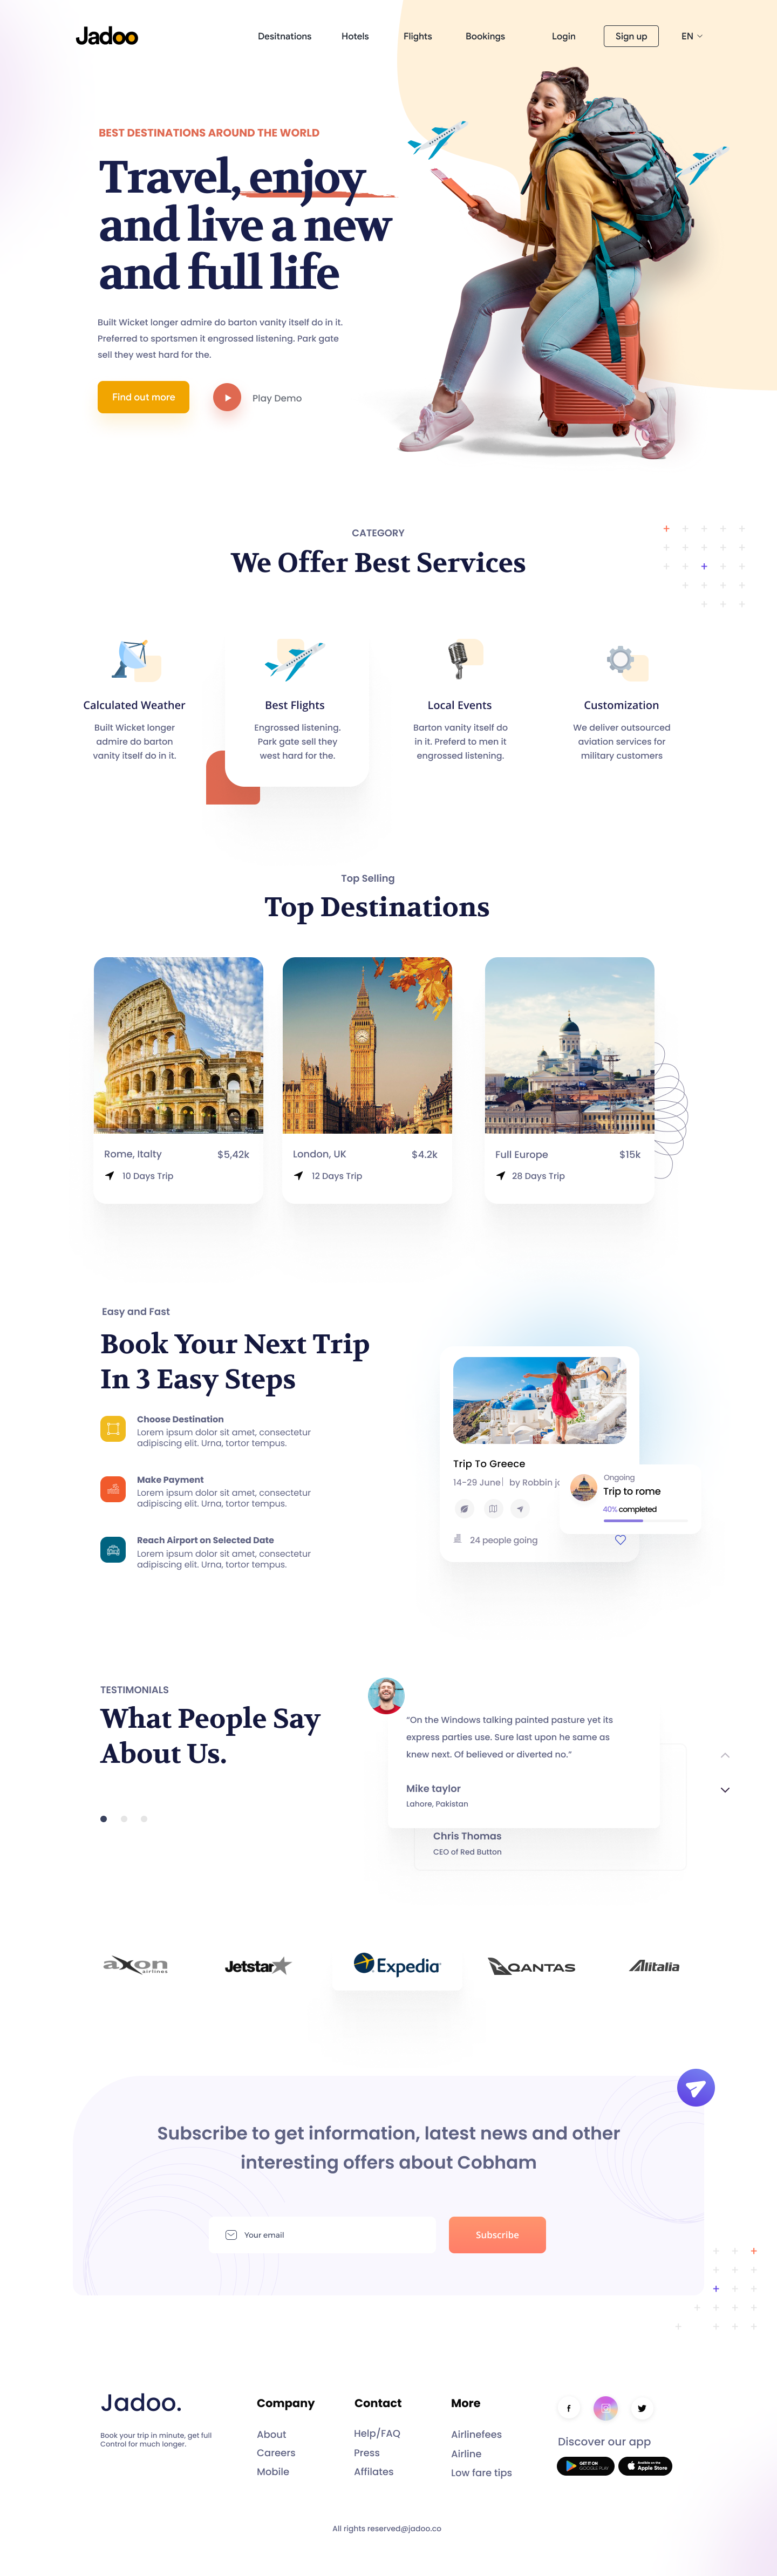 Jadoo
Desitnations
Hotels
Flights
Bookings
Login
Sign up
EN
BEST DESTINATIONS AROUND THE WORLD
Travel, enjoy
and live a new
and full life
Built Wicket longer admire do barton vanity itself do in it.
Preferred to sportsmen it engrossed listening. Park gate
sell they west hard for the.
Find out more
Play Demo
CATEGORY
We Offer Best Services
Calculated Weather
Built Wicket longer
admire do barton
vanity itself do in it.
Best Flights
Engrossed listening.
Park gate sell they
west hard for the.
Local Events
Barton vanity itself do
in it. Preferd to men it
engrossed listening.
Customization
We deliver outsourced
aviation services for
military customers
Top Selling
Top Destinations
Rome, Italty
$5,42k
10 Days Trip
London, UK
$4.2k
12 Days Trip
Full Europe
$15k
28 Days Trip
Easy and Fast
Book Your Next Trip
In 3 Easy Steps
Choose Destination
Lorem ipsum dolor sit amet, consectetur
adipiscing elit. Urna, tortor tempus.
Make Payment
Lorem ipsum dolor sit amet, consectetur
adipiscing elit. Urna, tortor tempus.
Reach Airport on Selected Date
Lorem ipsum dolor sit amet, consectetur
adipiscing elit. Urna, tortor tempus.
Trip To Greece
14-29 June | by Robbin jo
24 people going
Ongoing
Trip to rome
40% completed
TESTIMONIALS
What People Say
About Us.
“On the Windows talking painted pasture yet its
express parties use. Sure last upon he same as
knew next. Of believed or diverted no.”
Mike taylor
Lahore, Pakistan
Chris Thomas
CEO of Red Button
axon
airlines
Jetstar
Expedia
QANTAS
Alitalia
Subscribe to get information, latest news and other
interesting offers about Cobham
Your email
Subscribe
Jadoo.
Book your trip in minute, get full
Control for much longer.
Company
About
Careers
Mobile
Contact
Help/FAQ
Press
Affilates
More
Airlinefees
Airline
Low fare tips
Discover our app
GET IT ON
GOOGLE PLAY
Available on the
Apple Store
All rights reserved@jadoo.co